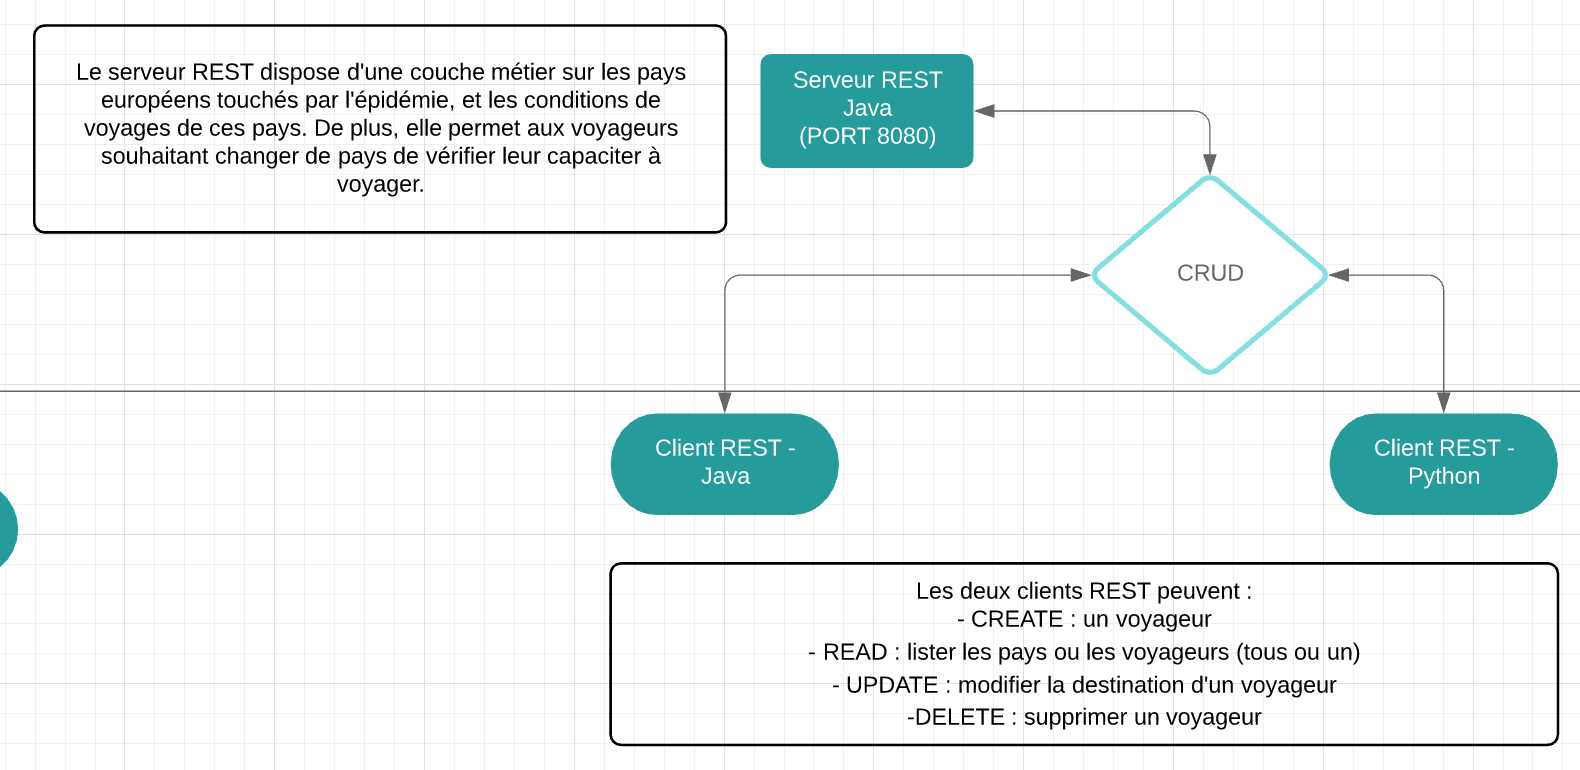 Le serveur REST dispose d'une couche métier sur les pays
européens touchés par l'épidémie, et les conditions de
voyages de ces pays. De plus, elle permet aux voyageurs
souhaitant changer de pays de vérifier leur capaciter à
voyager.
Serveur REST
Java
(PORT 8080)
CRUD
Client REST -
Java
Client REST -
Python
Les deux clients REST peuvent :
- CREATE : un voyageur
- READ : lister les pays ou les voyageurs (tous ou un)
- UPDATE : modifier la destination d'un voyageur
-DELETE : supprimer un voyageur